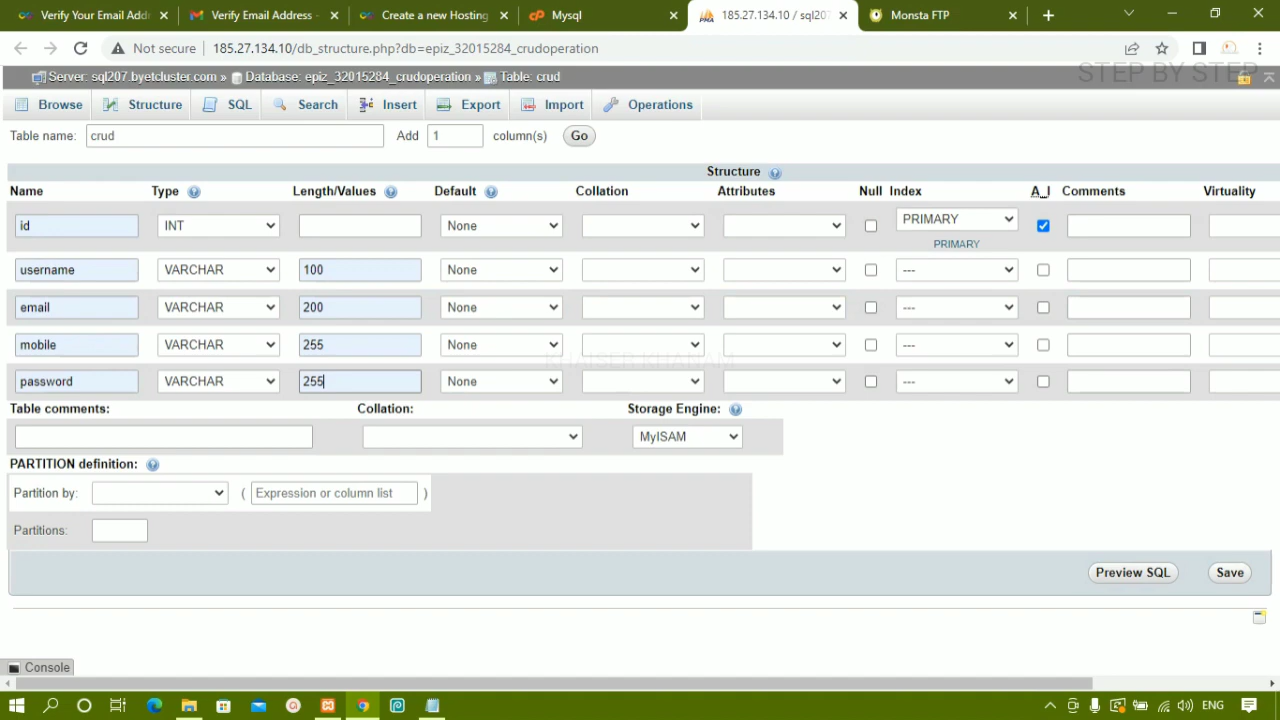 Verify Your Email Addr
Verify Email Address -
Create a new Hosting
Mysql
185.27.134.10 / sql207
Monsta FTP
Not secure
185.27.134.10/db_structure.php?db=epiz_32015284_crudoperation
STEP BY STEP
Server: sql207.byetcluster.com » Database: epiz_32015284_crudoperation » Table: crud
Browse Structure SQL Search Insert Export Import Operations
Table name: crud Add 1 column(s) Go
Structure
Name Type Length/Values Default Collation Attributes Null Index A_I Comments Virtuality
id INT None PRIMARY
PRIMARY
username VARCHAR 100 None ---
email VARCHAR 200 None ---
mobile VARCHAR 255 None ---
KHAISER KHANAM
password VARCHAR 255 None ---
Table comments: Collation: Storage Engine:
MyISAM
PARTITION definition:
Partition by: ( Expression or column list )
Partitions:
Preview SQL Save
Console
ENG